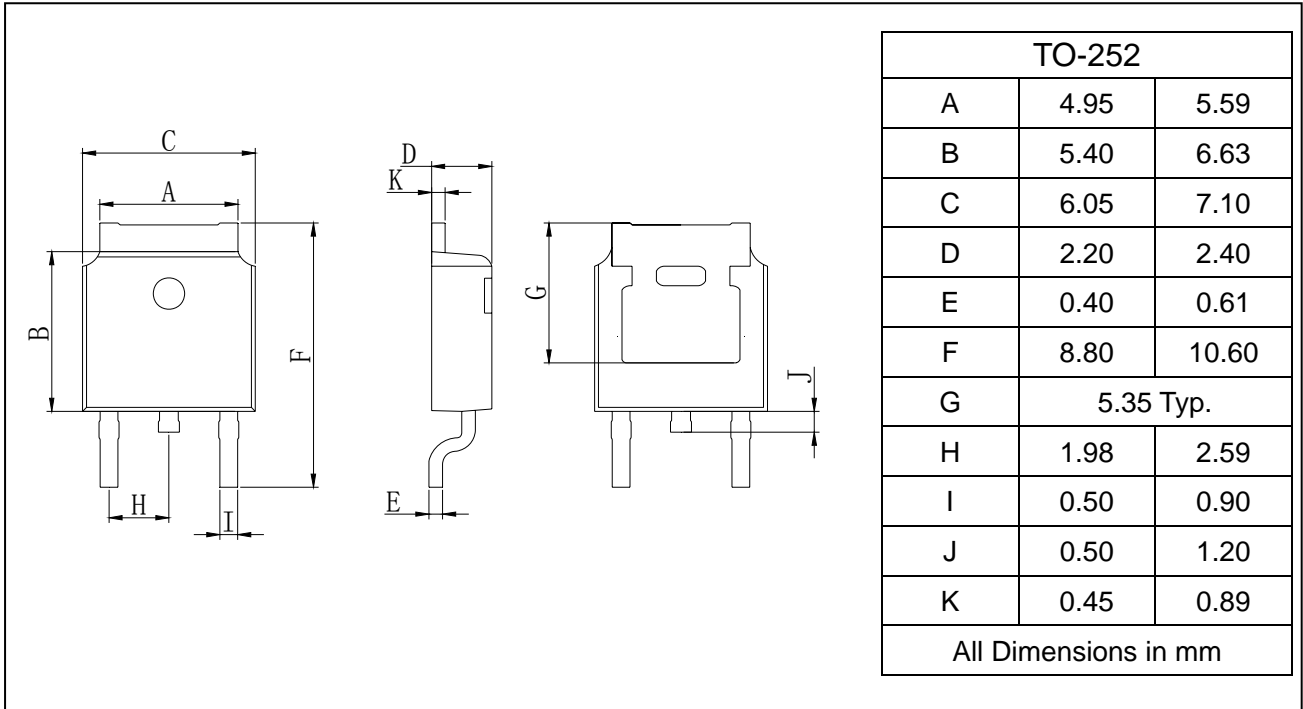 C
A
B
F
H
I
D
K
E
G
J
TO-252
A 4.95 5.59
B 5.40 6.63
C 6.05 7.10
D 2.20 2.40
E 0.40 0.61
F 8.80 10.60
G 5.35 Typ.
H 1.98 2.59
I 0.50 0.90
J 0.50 1.20
K 0.45 0.89
All Dimensions in mm